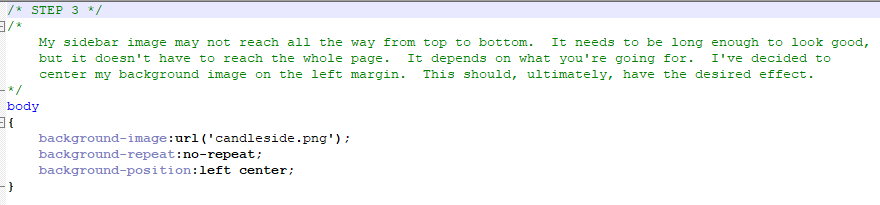 /* STEP 3 */
/*
    My sidebar image may not reach all the way from top to bottom.  It needs to be long enough to look good,
    but it doesn't have to reach the whole page.  It depends on what you're going for.  I've decided to
    center my background image on the left margin.  This should, ultimately, have the desired effect.
*/
body
{
    background-image:url('candleside.png');
    background-repeat:no-repeat;
    background-position:left center;
}